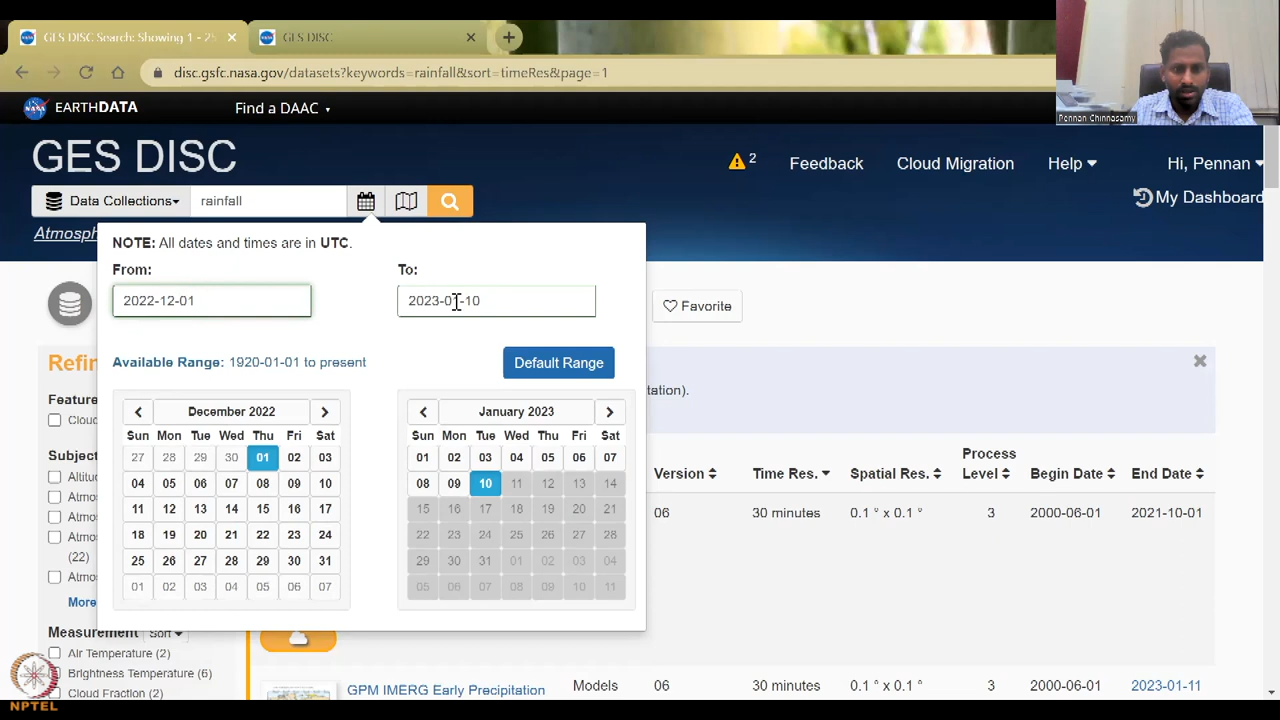 GES DISC Search: Showing 1 - 25
GES DISC
disc.gsfc.nasa.gov/datasets?keywords=rainfall&sort=timeRes&page=1
Pennan Chinnasamy
EARTHDATA
Find a DAAC
GES DISC
2
Feedback
Cloud Migration
Help
Hi, Pennan
Data Collections
rainfall
My Dashboard
Atmosph
NOTE: All dates and times are in UTC.
From:
To:
2022-12-01
2023-01-10
Favorite
Refin
Available Range: 1920-01-01 to present
Default Range
tation).
Feature
Cloud
December 2022
January 2023
Sun Mon Tue Wed Thu Fri Sat
Sun Mon Tue Wed Thu Fri Sat
27 28 29 30 01 02 03
01 02 03 04 05 06 07
04 05 06 07 08 09 10
08 09 10 11 12 13 14
11 12 13 14 15 16 17
15 16 17 18 19 20 21
18 19 20 21 22 23 24
22 23 24 25 26 27 28
25 26 27 28 29 30 31
29 30 31 01 02 03 04
01 02 03 04 05 06 07
05 06 07 08 09 10 11
Subject
Altitud
Atmos
Atmos
Atmos
(22)
Atmos
More
Measurement Sort
Air Temperature (2)
Brightness Temperature (6)
Cloud Fraction (2)
Version Time Res. Spatial Res. Process Level Begin Date End Date
06 30 minutes 0.1 ° x 0.1 ° 3 2000-06-01 2021-10-01
GPM IMERG Early Precipitation Models 06 30 minutes 0.1 ° x 0.1 ° 3 2000-06-01 2023-01-11
NPTEL